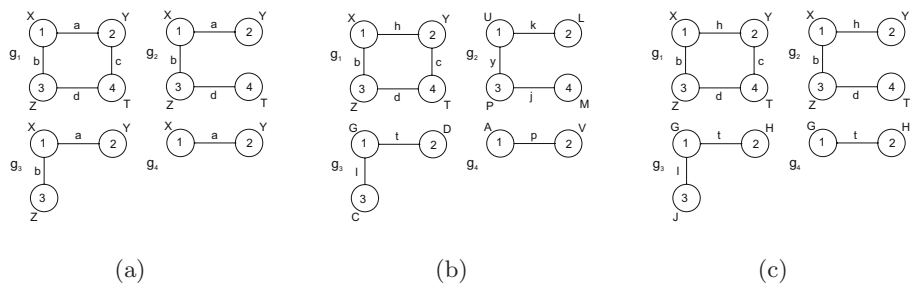 X a Y X a Y
1 2 1 2
g1 b c g2 b
3 d 4 3 d 4
Z T Z T
X a Y X a Y
1 2 1 2
g3 b g4
3
Z
(a)
X h Y U k L
1 2 1 2
g1 b c g2 y
3 d 4 3 j 4
Z T P M
G t D A p V
1 2 1 2
g3 l g4
3
C
(b)
X h Y X h Y
1 2 1 2
g1 b c g2 b
3 d 4 3 d 4
Z T Z T
G t H G t H
1 2 1 2
g3 l g4
3
J
(c)